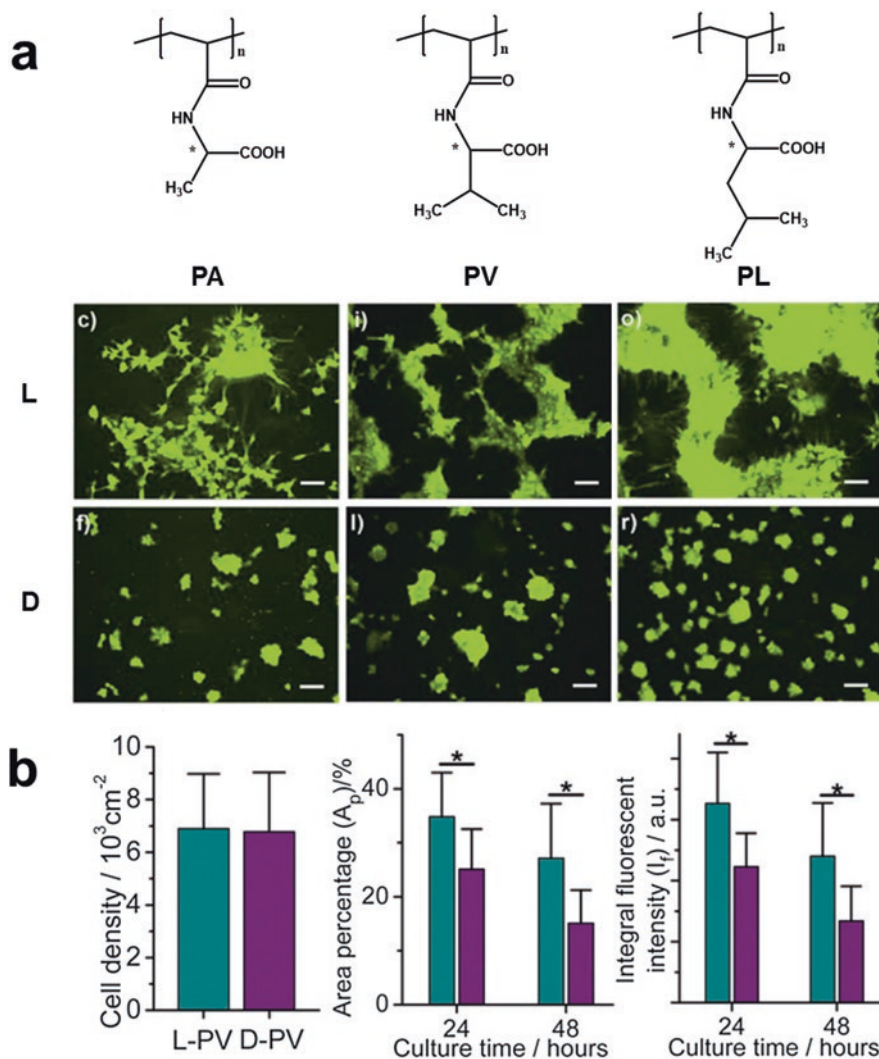 a
n
O
HN
*
COOH
H₃C
PA
n
O
HN
*
COOH
H₃C
CH₃
PV
n
O
HN
*
COOH
CH₃
H₃C
PL
L
c)
i)
o)
D
f)
l)
r)
b
Cell density / 10³cm⁻²
10
8
6
4
2
0
L-PV D-PV
Area percentage (Aₚ)/%
40
20
0
*
*
24 48
Culture time / hours
Integral fluorescent
intensity (I_f) / a.u.
*
*
24 48
Culture time / hours